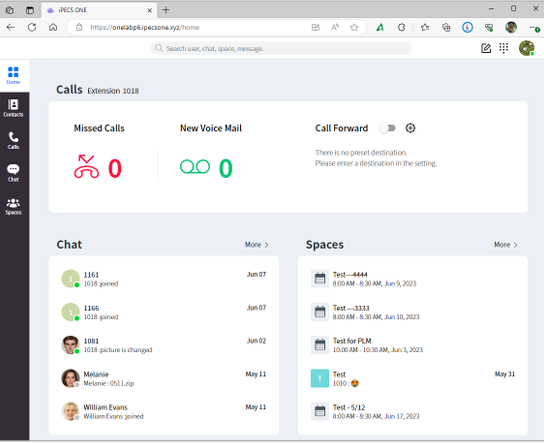 iPECS ONE
https://onelabp6.ipecsone.xyz/home
Search user, chat, space, message.
Home
Contacts
Calls
Chat
Spaces
Calls Extension 1018
Missed Calls
0
New Voice Mail
0
Call Forward
There is no preset destination.
Please enter a destination in the setting.
Chat More >
1161 Jun 07
1018 :joined
1166 Jun 07
1018 :joined
1081 Jun 02
1018 :picture is changed
Melanie May 11
Melanie : 0511.zip
William Evans May 11
William Evans :joined
Spaces More >
Test---4444
8:00 AM - 8:30 AM, Jun 9, 2023
Test ---3333
8:00 AM - 8:30 AM, Jun 10, 2023
Test for PLM
10:00 AM - 10:30 AM, Jun 3, 2023
T
Test May 31
1010 : 😍
Test - 5/12
8:00 AM - 8:30 AM, Jun 17, 2023